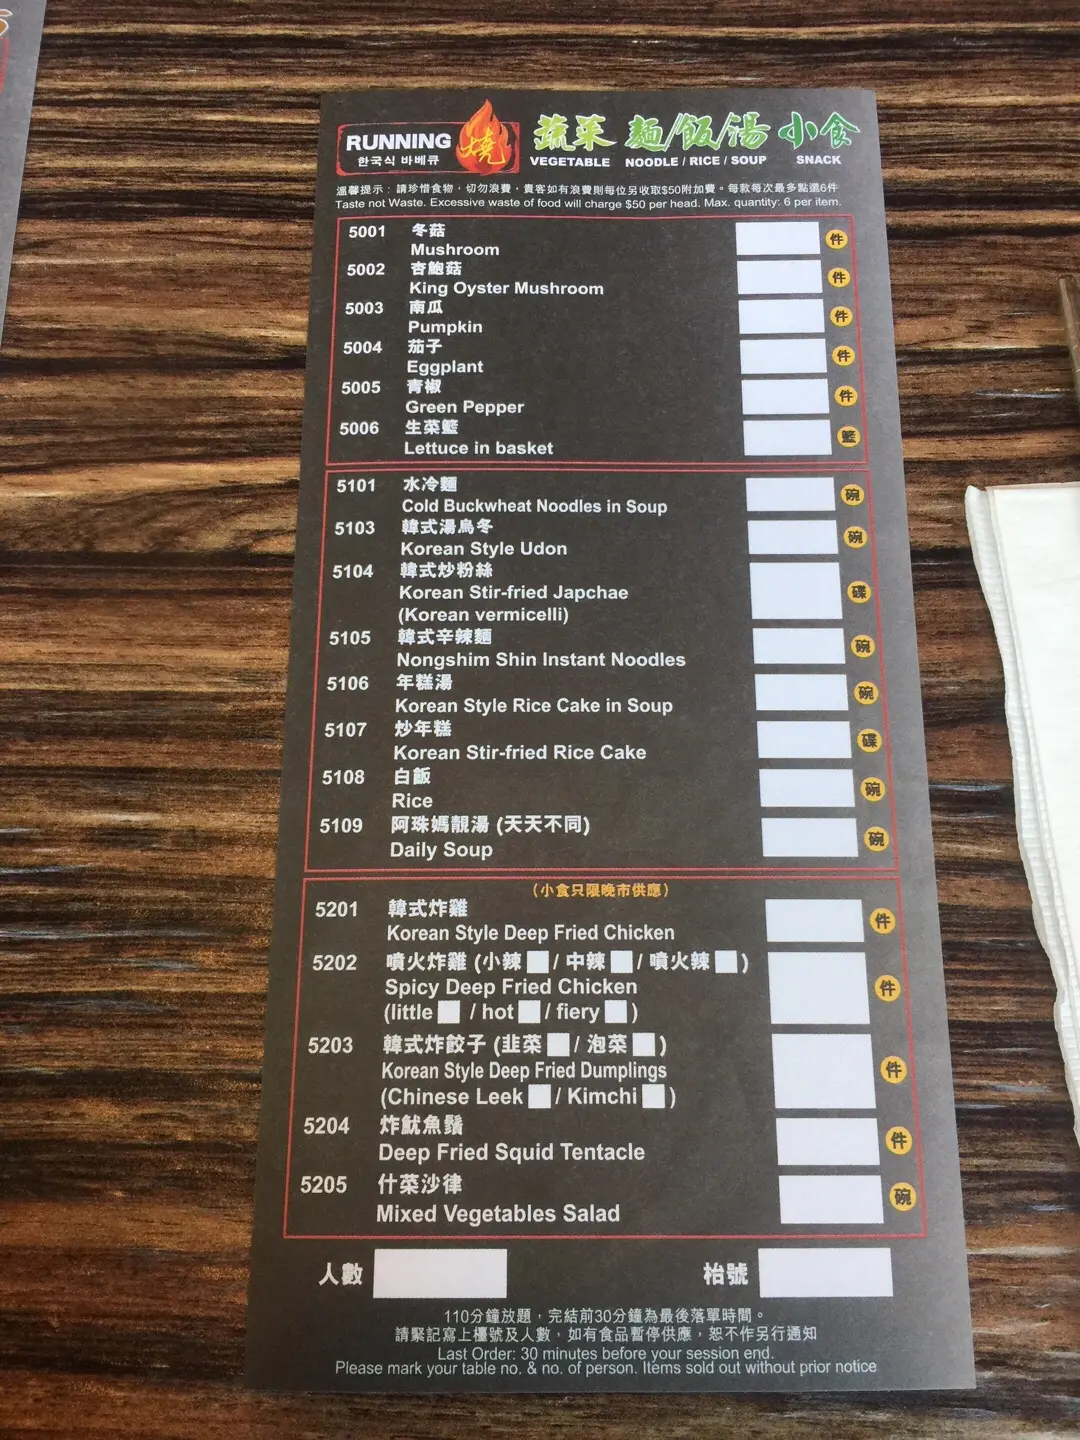 RUNNING 燒
한국식 바베큐
蔬菜 麵/飯/湯 小食
VEGETABLE NOODLE / RICE / SOUP SNACK
溫馨提示：請珍惜食物，切勿浪費，貴客如有浪費則每位另收取$50附加費。每款每次最多點選6件
Taste not Waste. Excessive waste of food will charge $50 per head. Max. quantity: 6 per item.
5001 冬菇 件
Mushroom
5002 杏鮑菇 件
King Oyster Mushroom
5003 南瓜 件
Pumpkin
5004 茄子 件
Eggplant
5005 青椒 件
Green Pepper
5006 生菜籃 籃
Lettuce in basket
5101 水冷麵 碗
Cold Buckwheat Noodles in Soup
5103 韓式湯烏冬 碗
Korean Style Udon
5104 韓式炒粉絲 碟
Korean Stir-fried Japchae
(Korean vermicelli)
5105 韓式辛辣麵 碗
Nongshim Shin Instant Noodles
5106 年糕湯 碗
Korean Style Rice Cake in Soup
5107 炒年糕 碟
Korean Stir-fried Rice Cake
5108 白飯 碗
Rice
5109 阿珠媽靚湯 (天天不同) 碗
Daily Soup
（小食只限晚市供應）
5201 韓式炸雞 件
Korean Style Deep Fried Chicken
5202 噴火炸雞 (小辣 / 中辣 / 噴火辣 )
Spicy Deep Fried Chicken 件
(little / hot / fiery )
5203 韓式炸餃子 (韭菜 / 泡菜 )
Korean Style Deep Fried Dumplings 件
(Chinese Leek / Kimchi )
5204 炸魷魚鬚 件
Deep Fried Squid Tentacle
5205 什菜沙律 碗
Mixed Vegetables Salad
人數 枱號
110分鐘放題，完結前30分鐘為最後落單時間。
請緊記寫上檯號及人數，如有食品暫停供應，恕不作另行通知
Last Order: 30 minutes before your session end.
Please mark your table no. & no. of person. Items sold out without prior notice